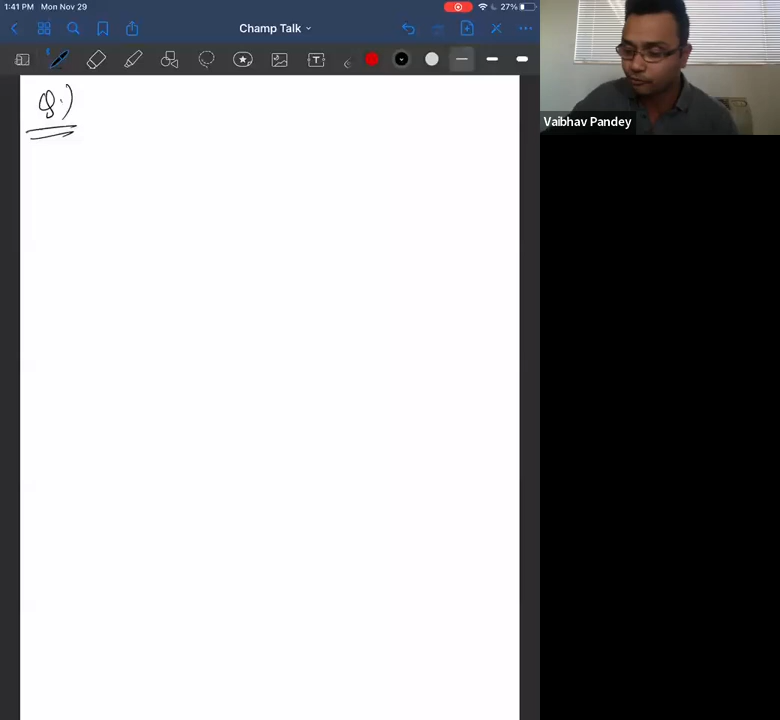 1:41 PM Mon Nov 29
27%
Champ Talk
T
Q.)
Vaibhav Pandey